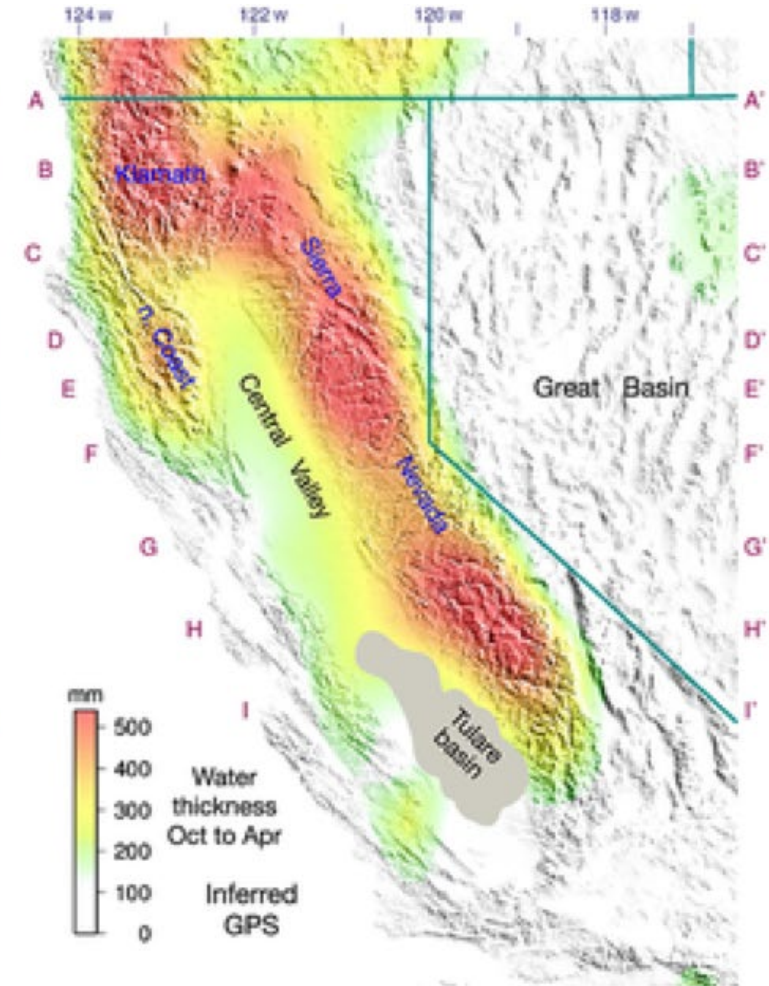 124 W 122 W 120 W 118 W
A A'
B Klamath B'
C Sierra C'
D n. Coast D'
E Central Valley Great Basin E'
F Nevada F'
G G'
H H'
I I'
Tulare
basin
mm
500
400
300
200
100
0
Water
thickness
Oct to Apr
Inferred
GPS